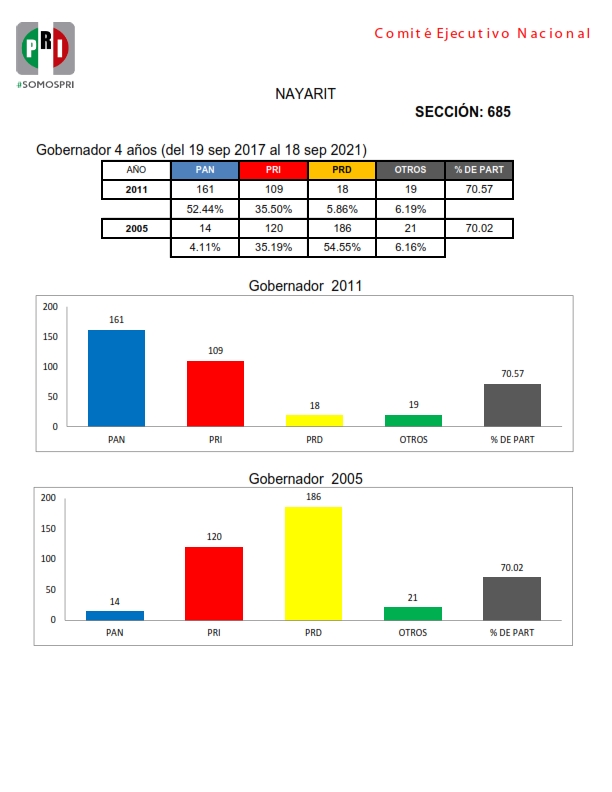 PRI
#SOMOSPRI
Comité Ejecutivo Nacional
NAYARIT
SECCIÓN: 685
Gobernador 4 años (del 19 sep 2017 al 18 sep 2021)
AÑO PAN PRI PRD OTROS % DE PART
2011 161 109 18 19 70.57
52.44% 35.50% 5.86% 6.19%
2005 14 120 186 21 70.02
4.11% 35.19% 54.55% 6.16%
Gobernador 2011
200
150
100
50
0
161
109
18
19
70.57
PAN PRI PRD OTROS % DE PART
Gobernador 2005
200
150
100
50
0
14
120
186
21
70.02
PAN PRI PRD OTROS % DE PART